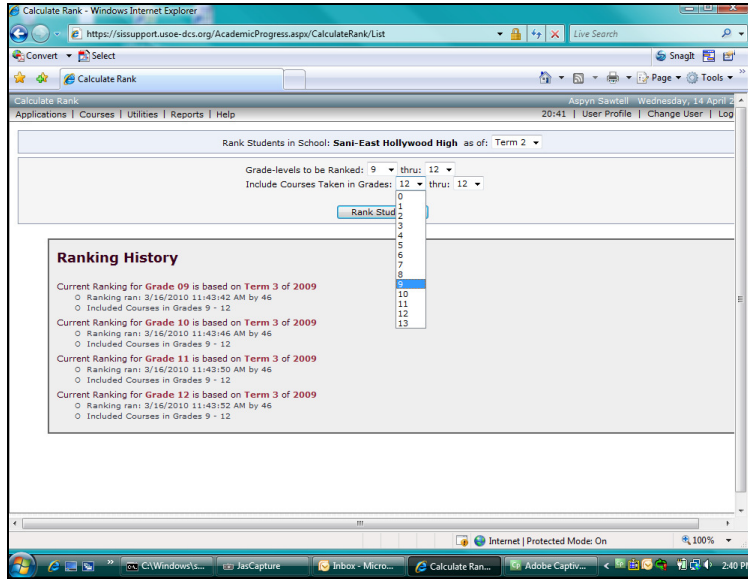 Calculate Rank - Windows Internet Explorer
https://sissupport.usoe-dcs.org/AcademicProgress.aspx/CalculateRank/List
Live Search
Convert Select
SnagIt
Calculate Rank
Page Tools
Calculate Rank Aspyn Sawtell Wednesday, 14 April 2
Applications | Courses | Utilities | Reports | Help 20:41 | User Profile | Change User | Log
Rank Students in School: Sani-East Hollywood High as of: Term 2
Grade-levels to be Ranked: 9 thru: 12
Include Courses Taken in Grades: 12 thru: 12
Rank Stud
0
1
2
3
4
5
6
7
8
9
10
11
12
13
Ranking History
Current Ranking for Grade 09 is based on Term 3 of 2009
Ranking ran: 3/16/2010 11:43:42 AM by 46
Included Courses in Grades 9 - 12
Current Ranking for Grade 10 is based on Term 3 of 2009
Ranking ran: 3/16/2010 11:43:46 AM by 46
Included Courses in Grades 9 - 12
Current Ranking for Grade 11 is based on Term 3 of 2009
Ranking ran: 3/16/2010 11:43:50 AM by 46
Included Courses in Grades 9 - 12
Current Ranking for Grade 12 is based on Term 3 of 2009
Ranking ran: 3/16/2010 11:43:52 AM by 46
Included Courses in Grades 9 - 12
Internet | Protected Mode: On 100%
C:\Windows\s... JasCapture Inbox - Micro... Calculate Ran... Adobe Captiv... 2:40 P